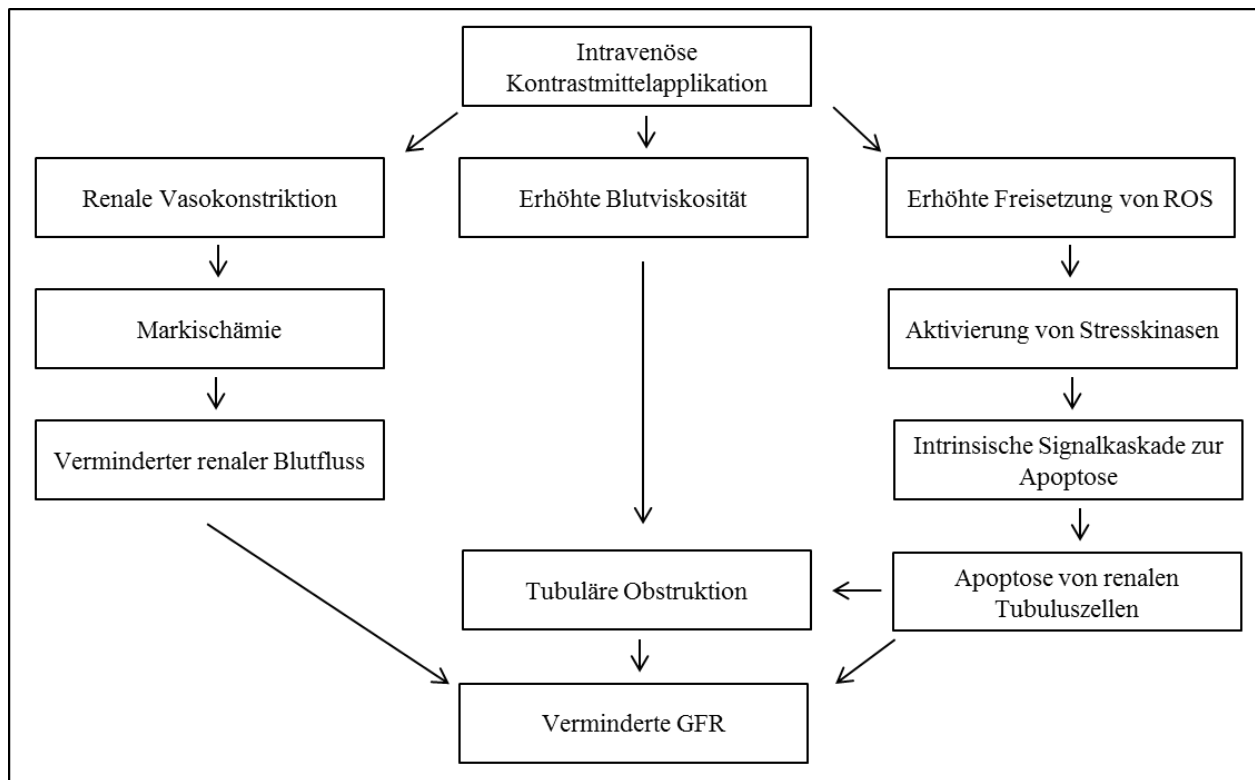 Intravenöse
Kontrastmittelapplikation
Renale Vasokonstriktion
Erhöhte Blutviskosität
Erhöhte Freisetzung von ROS
Markischämie
Aktivierung von Stresskinasen
Verminderter renaler Blutfluss
Intrinsische Signalkaskade zur
Apoptose
Tubuläre Obstruktion
Apoptose von renalen
Tubuluszellen
Verminderte GFR